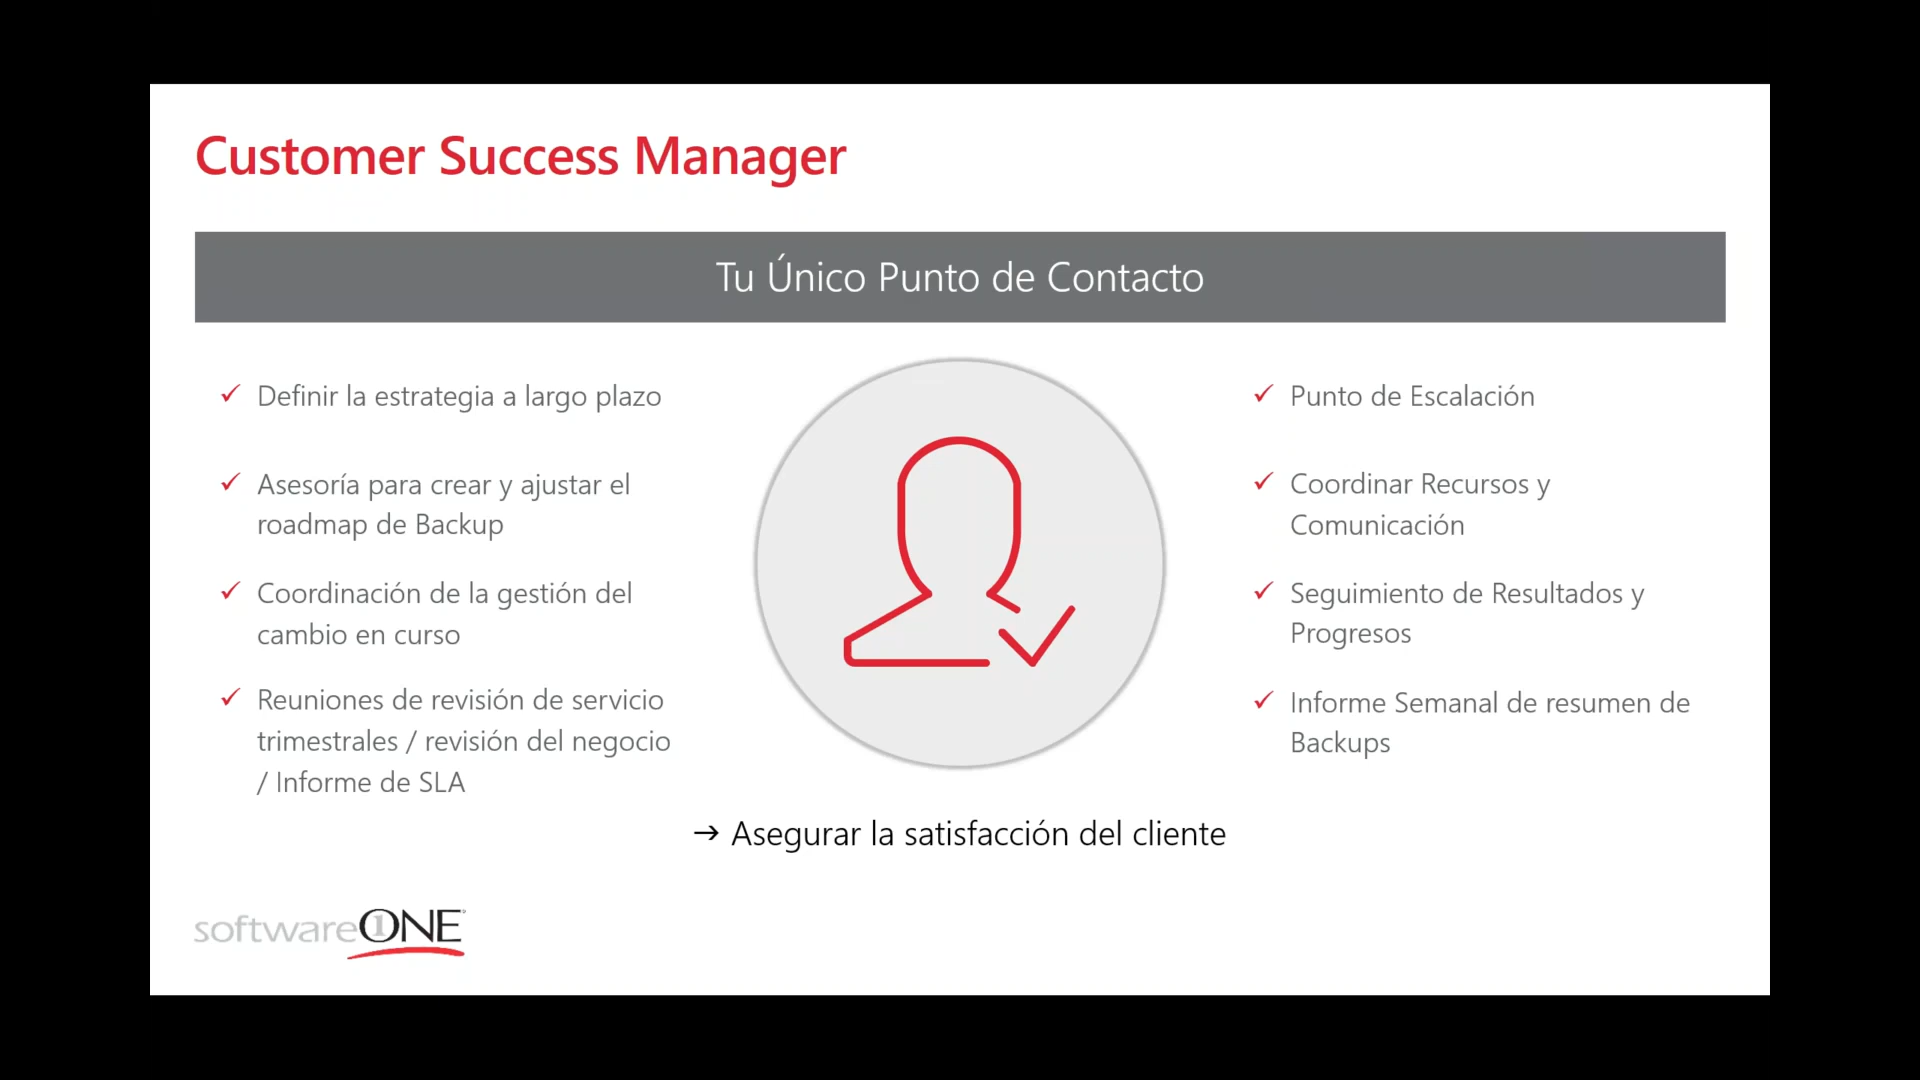 Customer Success Manager
Tu Único Punto de Contacto
Definir la estrategia a largo plazo
Asesoría para crear y ajustar el
roadmap de Backup
Coordinación de la gestión del
cambio en curso
Reuniones de revisión de servicio
trimestrales / revisión del negocio
/ Informe de SLA
Punto de Escalación
Coordinar Recursos y
Comunicación
Seguimiento de Resultados y
Progresos
Informe Semanal de resumen de
Backups
→ Asegurar la satisfacción del cliente
softwareONE